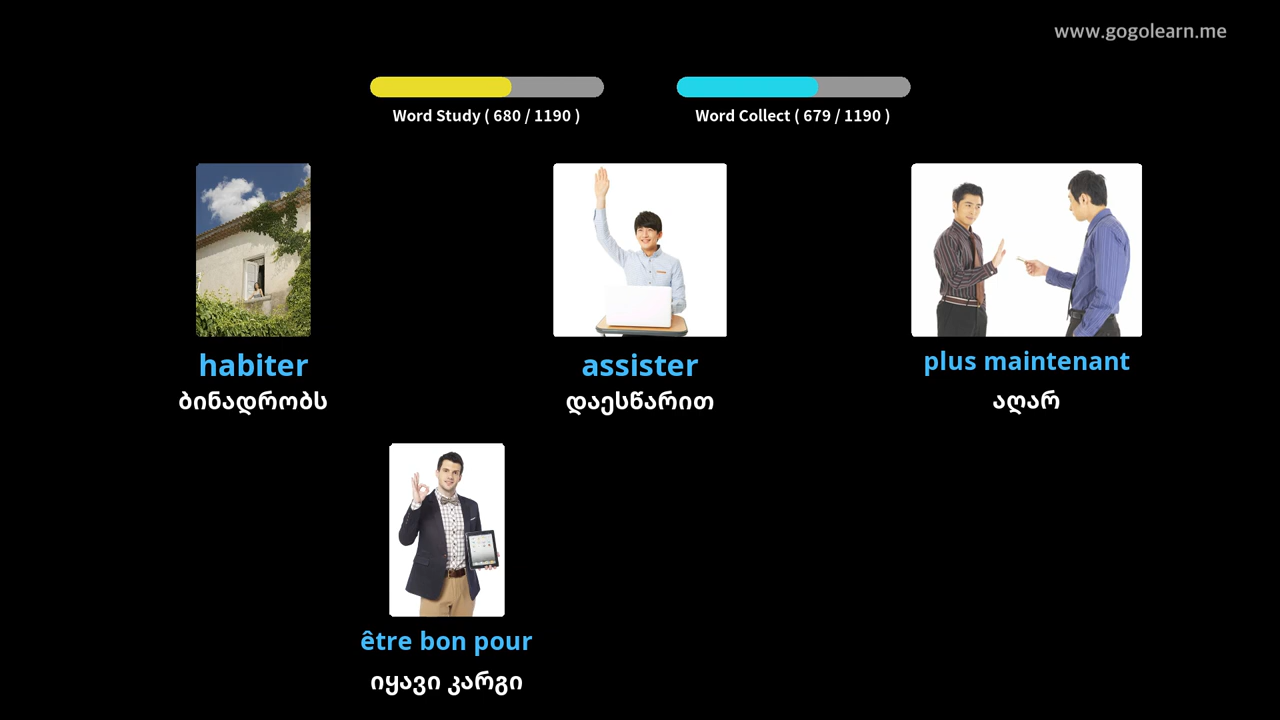 www.gogolearn.me
Word Study ( 680 / 1190 )
Word Collect ( 679 / 1190 )
habiter
ბინადრობს
assister
დაესწარით
plus maintenant
აღარ
être bon pour
იყავი კარგი